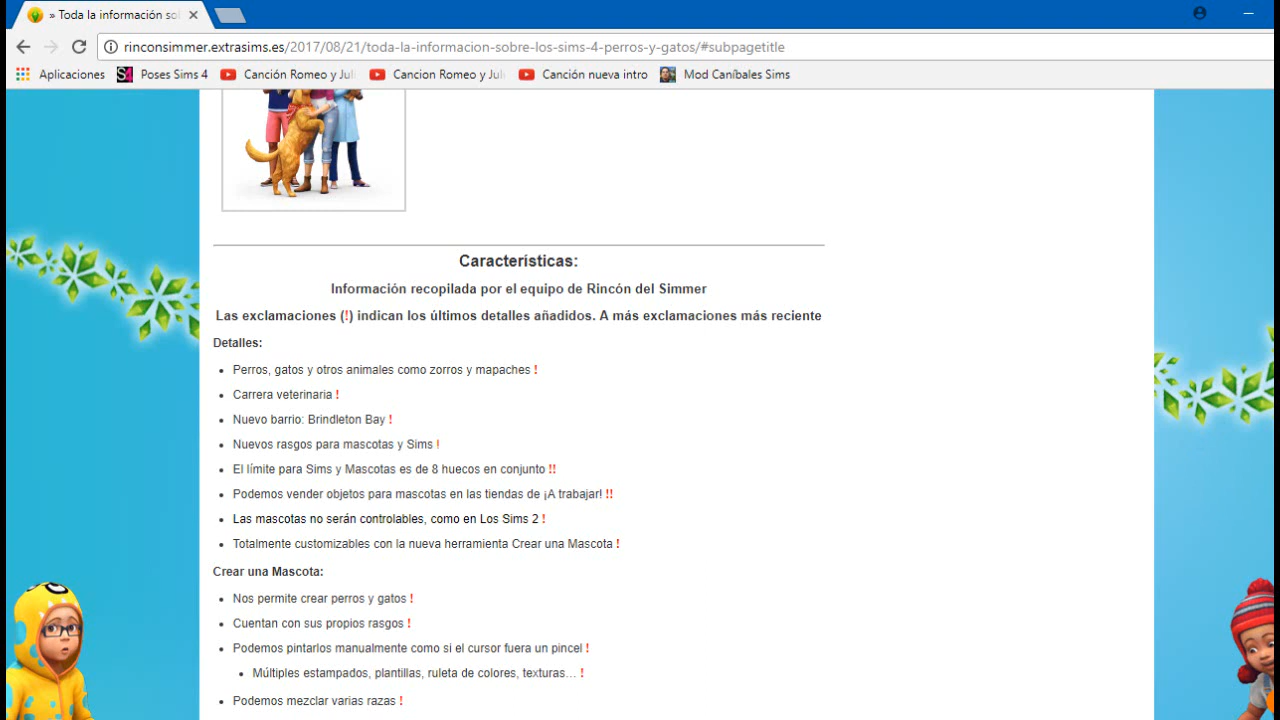 » Toda la información so
rinconsimmer.extrasims.es/2017/08/21/toda-la-informacion-sobre-los-sims-4-perros-y-gatos/#subpagetitle
Aplicaciones S4 Poses Sims 4 Canción Romeo y Juli Cancion Romeo y Juli Canción nueva intro Mod Caníbales Sims
Características:
Información recopilada por el equipo de Rincón del Simmer
Las exclamaciones (!) indican los últimos detalles añadidos. A más exclamaciones más reciente
Detalles:
• Perros, gatos y otros animales como zorros y mapaches !
• Carrera veterinaria !
• Nuevo barrio: Brindleton Bay !
• Nuevos rasgos para mascotas y Sims !
• El límite para Sims y Mascotas es de 8 huecos en conjunto !!
• Podemos vender objetos para mascotas en las tiendas de ¡A trabajar! !!
• Las mascotas no serán controlables, como en Los Sims 2 !
• Totalmente customizables con la nueva herramienta Crear una Mascota !
Crear una Mascota:
• Nos permite crear perros y gatos !
• Cuentan con sus propios rasgos !
• Podemos pintarlos manualmente como si el cursor fuera un pincel !
• Múltiples estampados, plantillas, ruleta de colores, texturas… !
• Podemos mezclar varias razas !